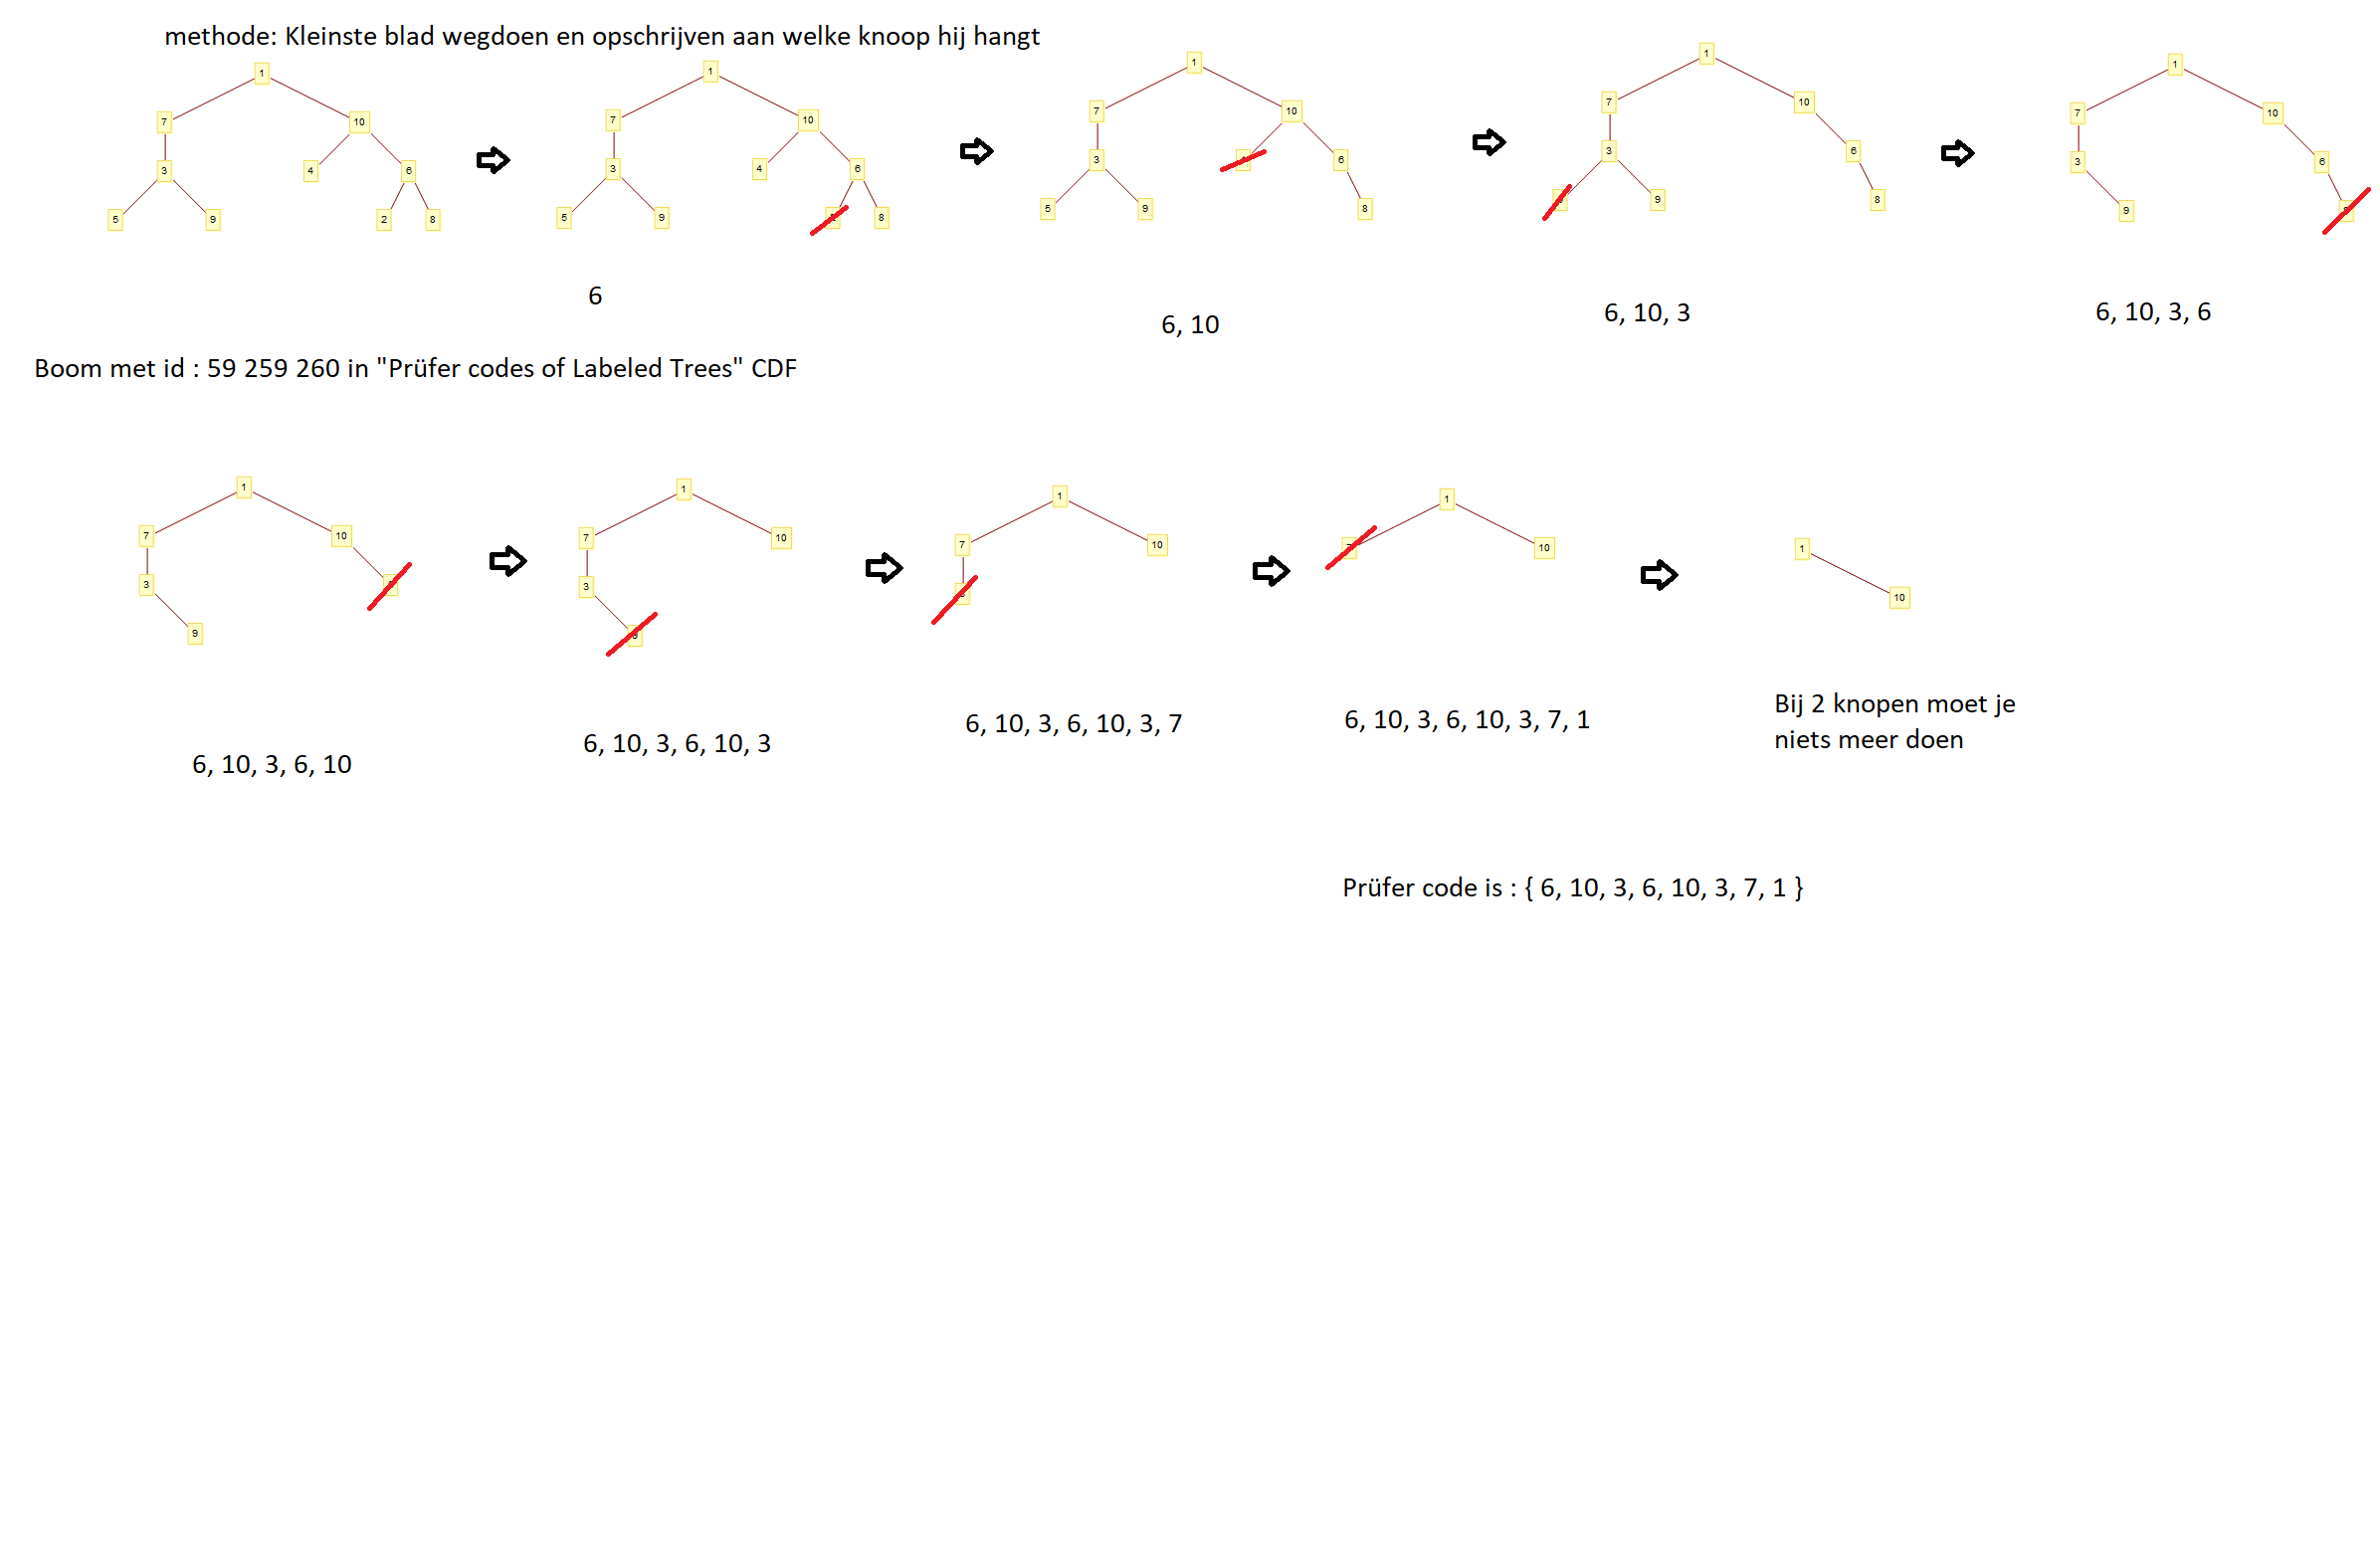 methode: Kleinste blad wegdoen en opschrijven aan welke knoop hij hangt
1
7 10
3 4 6
5 9 2 8
1
7 10
3 4 6
5 9 8
6
1
7 10
3 6
5 9 8
6, 10
1
7 10
3 6
9 8
6, 10, 3
1
7 10
3 6
9
6, 10, 3, 6
Boom met id : 59 259 260 in "Prüfer codes of Labeled Trees" CDF
1
7 10
3
9
6, 10, 3, 6, 10
1
7 10
3
6, 10, 3, 6, 10, 3
1
7 10
6, 10, 3, 6, 10, 3, 7
1
10
6, 10, 3, 6, 10, 3, 7, 1
1
10
Bij 2 knopen moet je
niets meer doen
Prüfer code is : { 6, 10, 3, 6, 10, 3, 7, 1 }